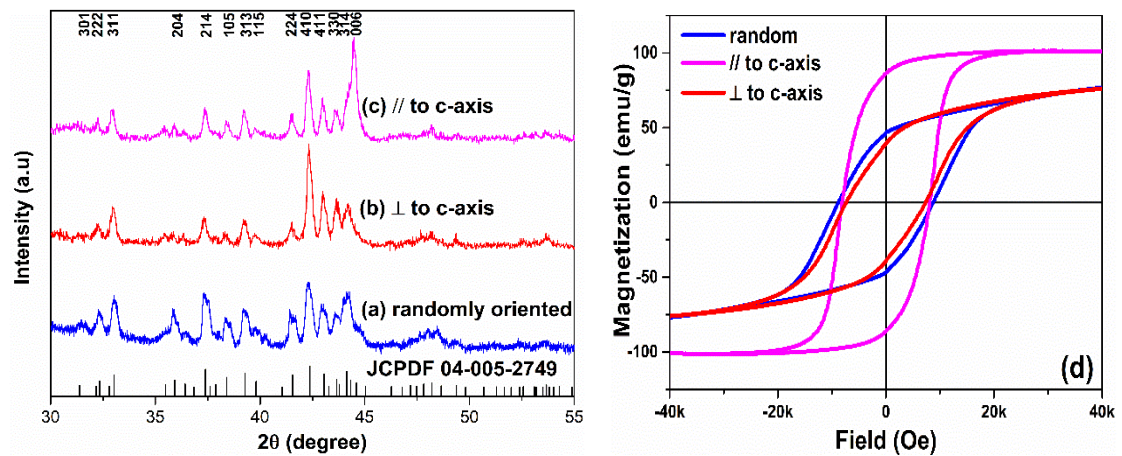 301
222
311
204
214
105
313
115
224
410
411
330
314
006
(c) // to c-axis
(b) ⊥ to c-axis
(a) randomly oriented
JCPDF 04-005-2749
Intensity (a.u)
30 35 40 45 50 55
2θ (degree)
random
// to c-axis
⊥ to c-axis
100
50
0
-50
-100
Magnetization (emu/g)
(d)
-40k -20k 0 20k 40k
Field (Oe)